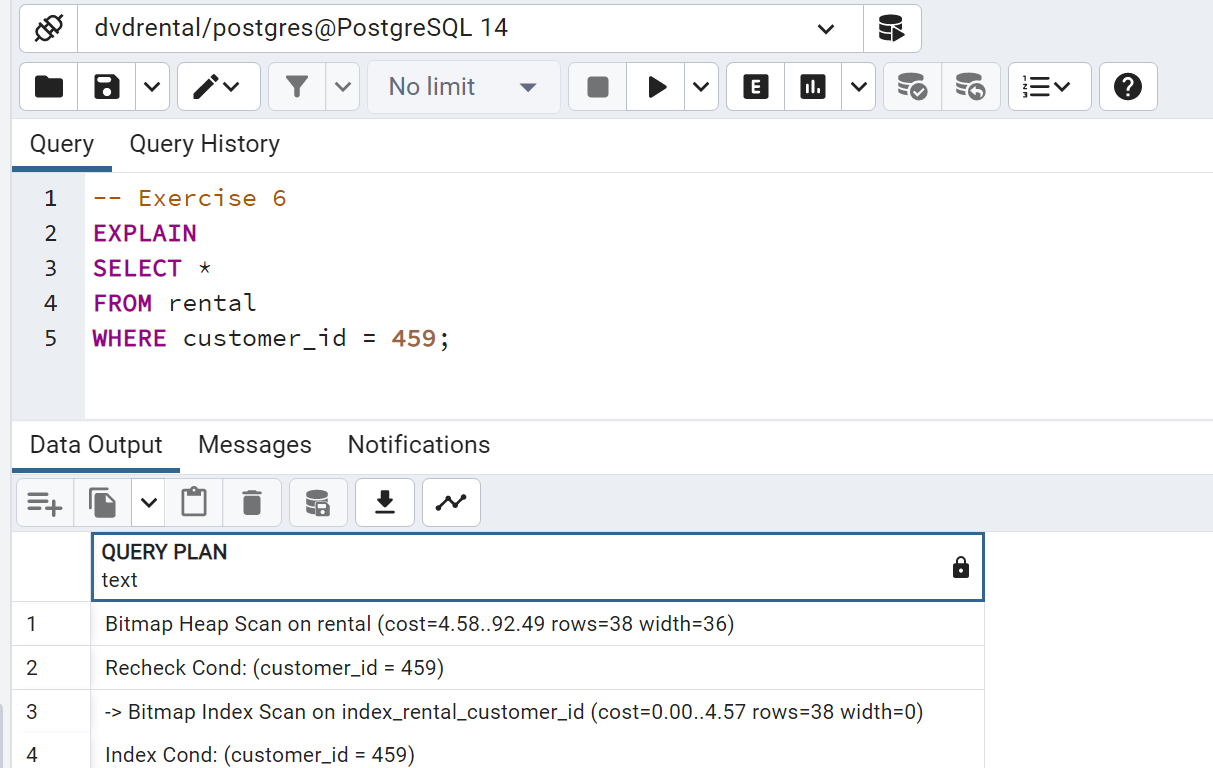 dvdrental/postgres@PostgreSQL 14
No limit
E
Query Query History
1 -- Exercise 6
2 EXPLAIN
3 SELECT *
4 FROM rental
5 WHERE customer_id = 459;
Data Output Messages Notifications
QUERY PLAN
text
1 Bitmap Heap Scan on rental (cost=4.58..92.49 rows=38 width=36)
2 Recheck Cond: (customer_id = 459)
3 -> Bitmap Index Scan on index_rental_customer_id (cost=0.00..4.57 rows=38 width=0)
4 Index Cond: (customer_id = 459)